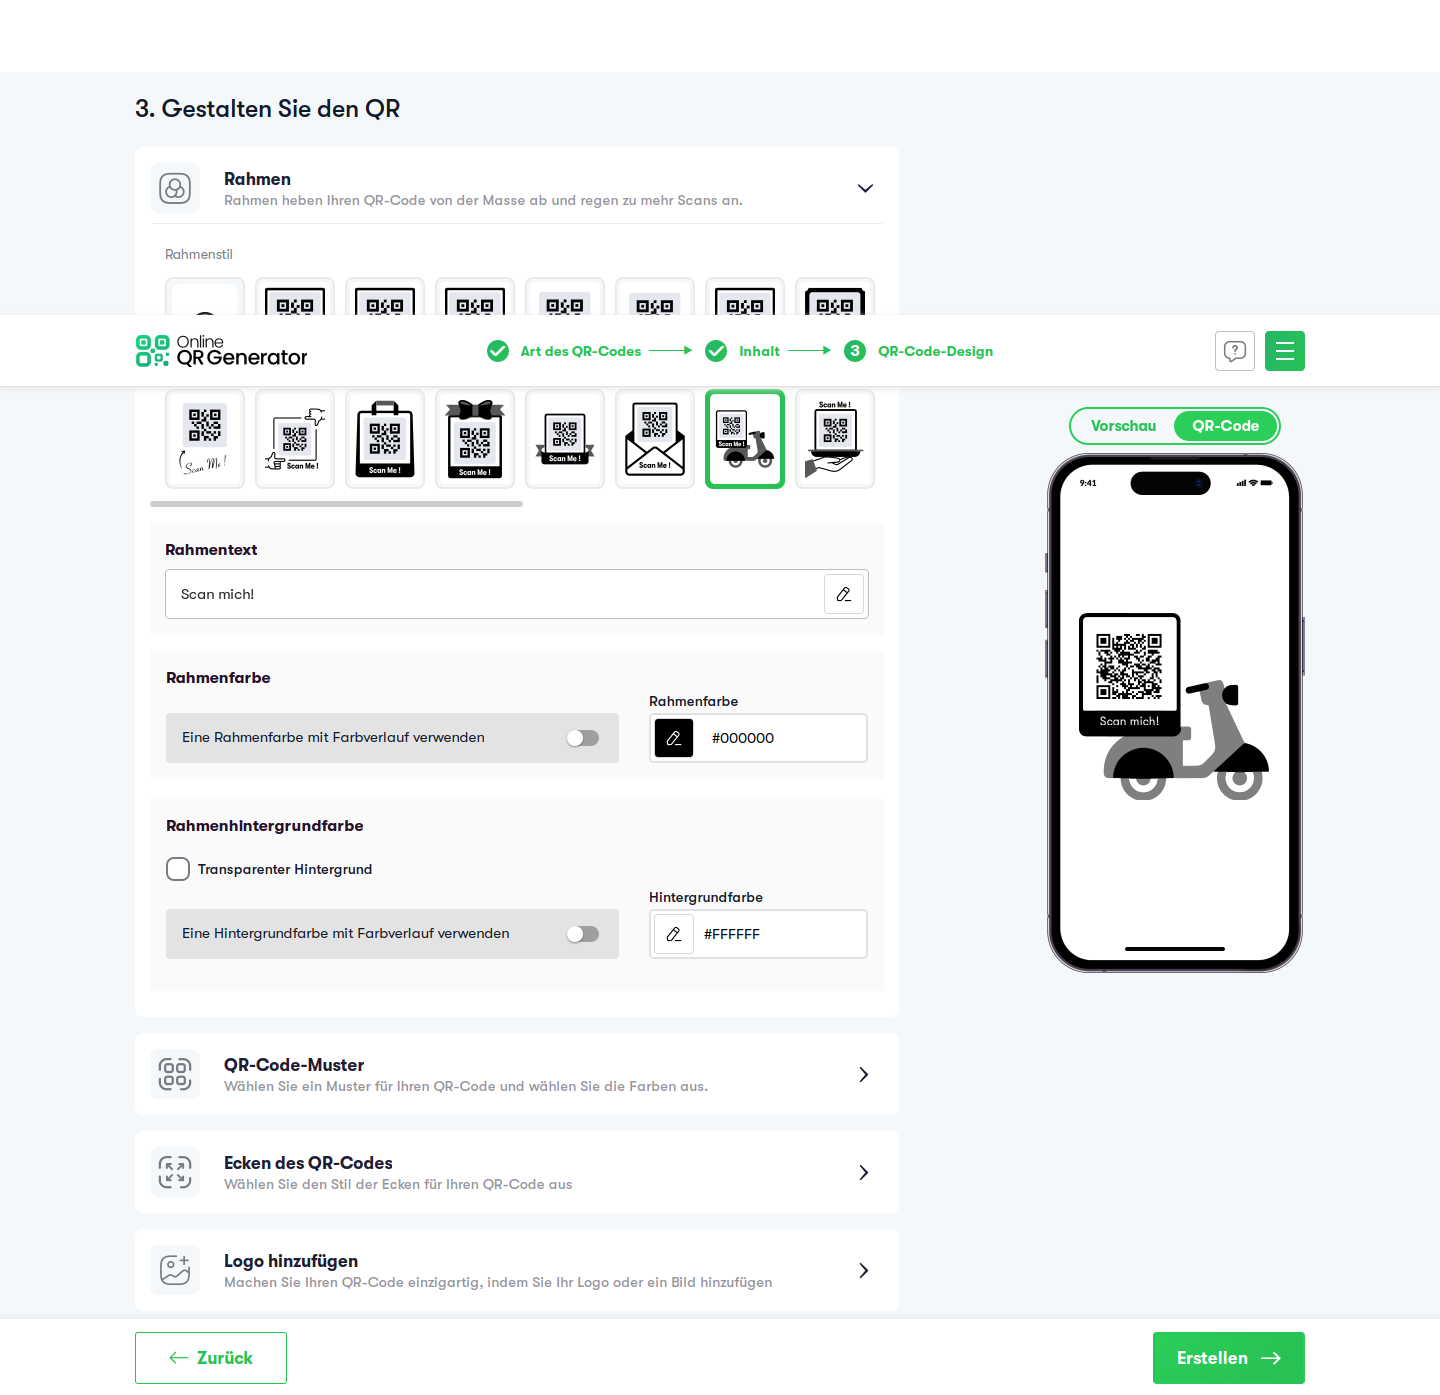 3. Gestalten Sie den QR
Rahmen
Rahmen heben Ihren QR-Code von der Masse ab und regen zu mehr Scans an.
Rahmenstil
Online
QR Generator
Art des QR-Codes
Inhalt
3 QR-Code-Design
Scan Me !
Scan Me !
Scan Me !
Scan Me !
Scan Me !
Scan Me !
Scan Me !
Scan Me !
Vorschau
QR-Code
9:41
Rahmentext
Scan mich!
Rahmenfarbe
Rahmenfarbe
Eine Rahmenfarbe mit Farbverlauf verwenden
#000000
Scan mich!
Rahmenhintergrundfarbe
Transparenter Hintergrund
Hintergrundfarbe
Eine Hintergrundfarbe mit Farbverlauf verwenden
#FFFFFF
QR-Code-Muster
Wählen Sie ein Muster für Ihren QR-Code und wählen Sie die Farben aus.
Ecken des QR-Codes
Wählen Sie den Stil der Ecken für Ihren QR-Code aus
Logo hinzufügen
Machen Sie Ihren QR-Code einzigartig, indem Sie Ihr Logo oder ein Bild hinzufügen
Zurück
Erstellen